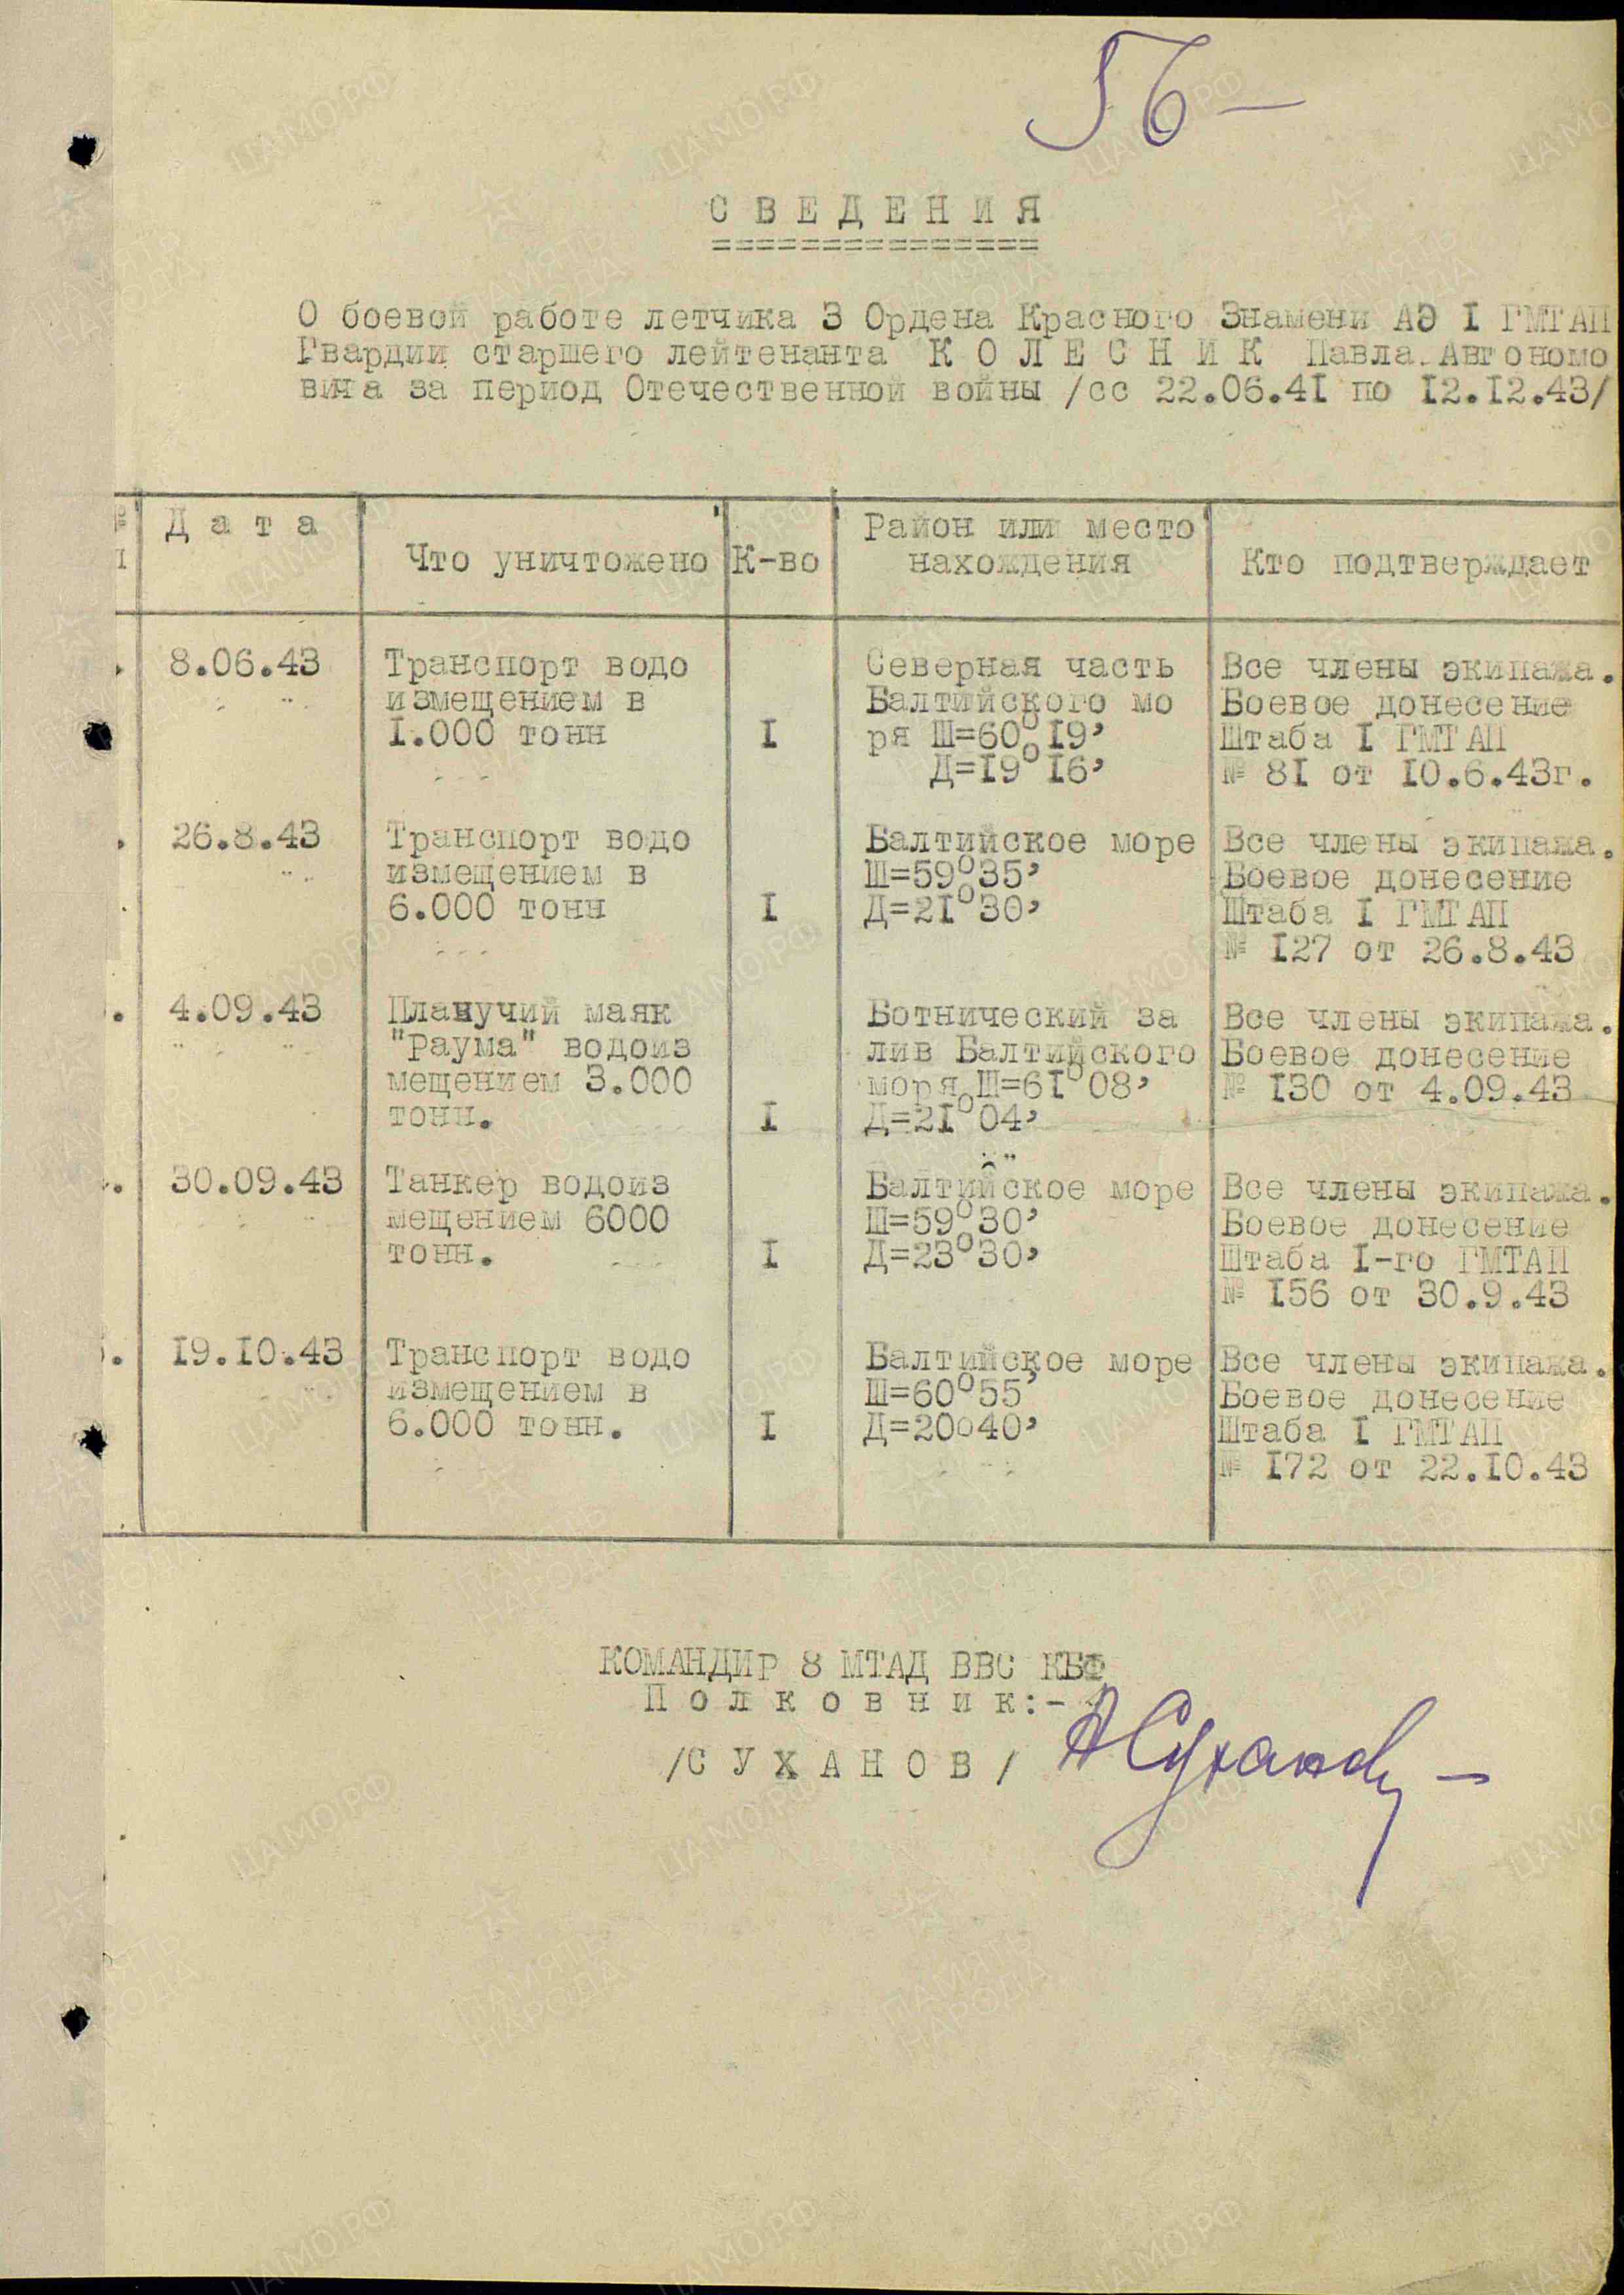 56-
СВЕДЕНИЯ
===============
О боевой работе летчика 3 Ордена Красного Знамени АЭ I ГМТАП
Гвардии старшего лейтенанта К О Л Е С Н И К Павла Автономо
вича за период Отечественной войны /сс 22.06.41 по 12.12.43/
Дата
Что уничтожено
К-во
Район или место
нахождения
Кто подтверждает
8.06.43
Транспорт водо
измещением в
1.000 тонн
I
Северная часть
Балтийского мо
ря Ш=60°19'
Д=19°16'
Все члены экипажа.
Боевое донесение
Штаба I ГМТАП
№ 81 от 10.6.43г.
26.8.43
Транспорт водо
измещением в
6.000 тонн
I
Балтийское море
Ш=59°35'
Д=21°30'
Все члены экипажа.
Боевое донесение
Штаба I ГМТАП
№ 127 от 26.8.43
4.09.43
Плавучий маяк
"Раума" водоиз
мещением 3.000
тонн.
I
Ботнический за
лив Балтийского
моря Ш=61°08'
Д=21°04'
Все члены экипажа.
Боевое донесение
№ 130 от 4.09.43
30.09.43
Танкер водоиз
мещением 6000
тонн.
I
Балтийское море
Ш=59°30'
Д=23°30'
Все члены экипажа.
Боевое донесение
Штаба I-го ГМТАП
№ 156 от 30.9.43
19.10.43
Транспорт водо
измещением в
6.000 тонн.
I
Балтийское море
Ш=60°55'
Д=20о40'
Все члены экипажа.
Боевое донесение
Штаба I ГМТАП
№ 172 от 22.10.43
КОМАНДИР 8 МТАД ВВС КБФ
Полковник:-
/СУХАНОВ/ АСуханов